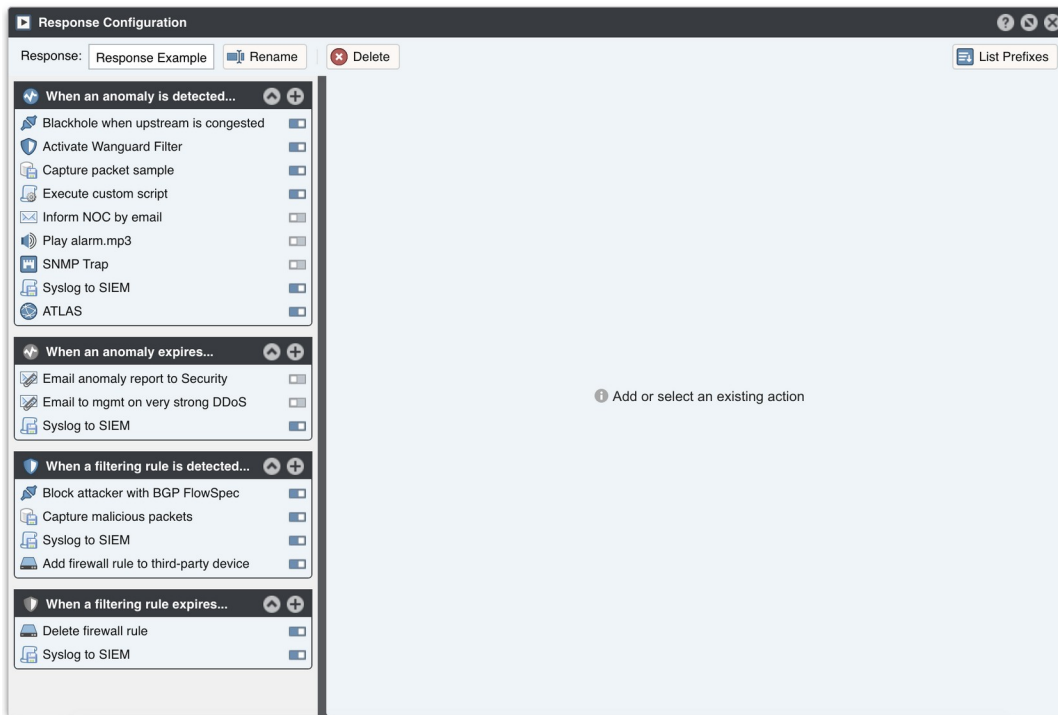 Response Configuration
Response: Response Example Rename Delete List Prefixes
When an anomaly is detected...
Blackhole when upstream is congested
Activate Wanguard Filter
Capture packet sample
Execute custom script
Inform NOC by email
Play alarm.mp3
SNMP Trap
Syslog to SIEM
ATLAS
When an anomaly expires...
Email anomaly report to Security
Email to mgmt on very strong DDoS
Syslog to SIEM
When a filtering rule is detected...
Block attacker with BGP FlowSpec
Capture malicious packets
Syslog to SIEM
Add firewall rule to third-party device
When a filtering rule expires...
Delete firewall rule
Syslog to SIEM
Add or select an existing action